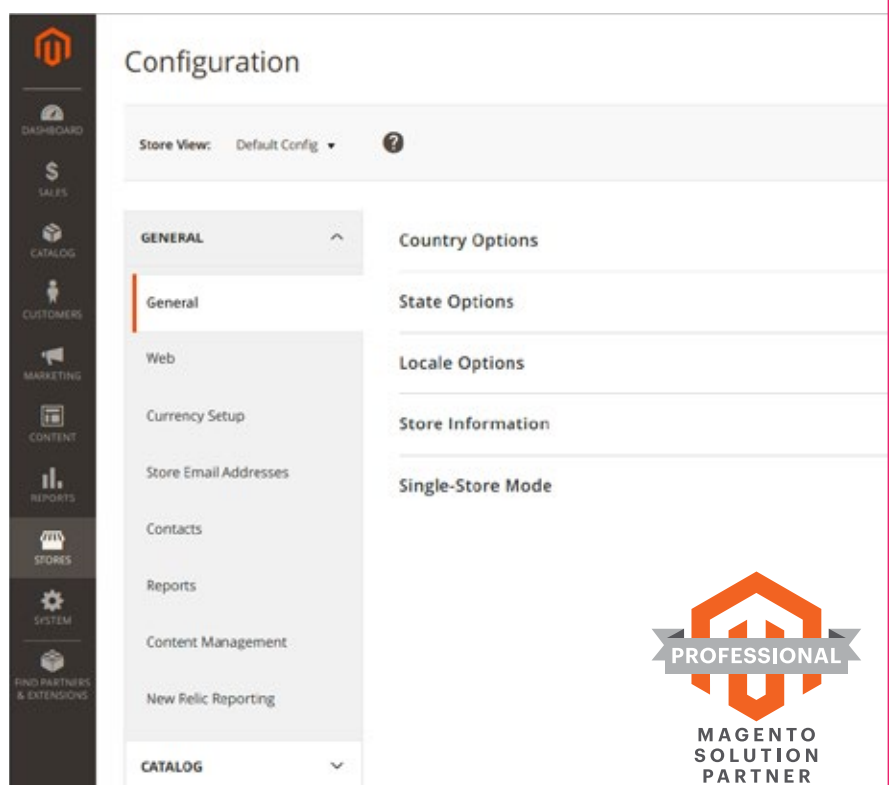 Configuration
DASHBOARD
SALES
CATALOG
CUSTOMERS
MARKETING
CONTENT
REPORTS
STORES
SYSTEM
FIND PARTNERS
& EXTENSIONS
Store View: Default Config
?
GENERAL
General
Web
Currency Setup
Store Email Addresses
Contacts
Reports
Content Management
New Relic Reporting
CATALOG
Country Options
State Options
Locale Options
Store Information
Single-Store Mode
PROFESSIONAL
MAGENTO
SOLUTION
PARTNER